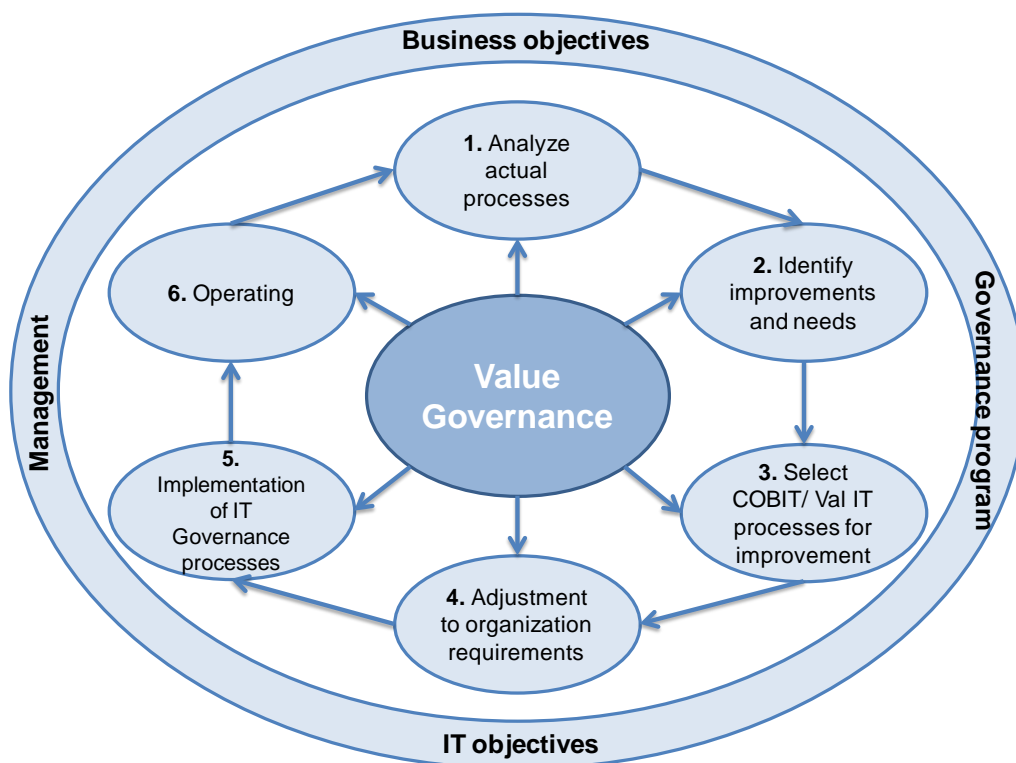 Business objectives
1. Analyze
actual
processes
2. Identify
improvements
and needs
6. Operating
Value
Governance
Management
Governance program
3. Select
COBIT/ Val IT
processes for
improvement
5.
Implementation
of IT
Governance
processes
4. Adjustment
to organization
requirements
IT objectives